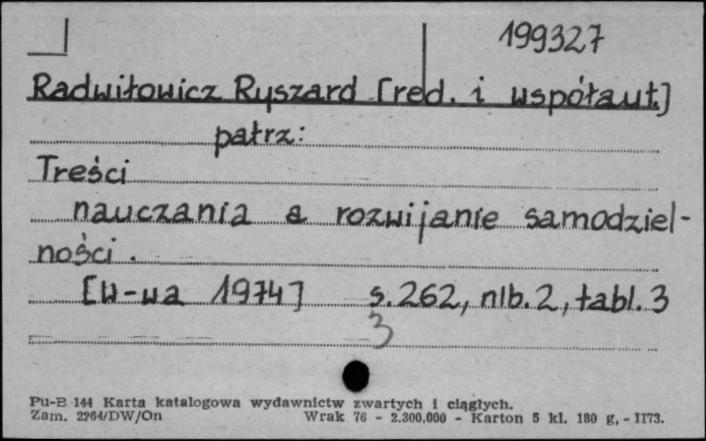 199327
Radwiłowicz Ryszard [red. i współaut.]
patrz:
Treści
nauczania a rozwijanie samodziel-
ności.
[W-wa 1974] s. 262, nlb. 2, tabl. 3
3
Pu-B 144 Karta katalogowa wydawnictw zwartych i ciągłych.
Zam. 2264/DW/On Wrak 76 - 2.300.000 - Karton 5 kl. 180 g, - II73.